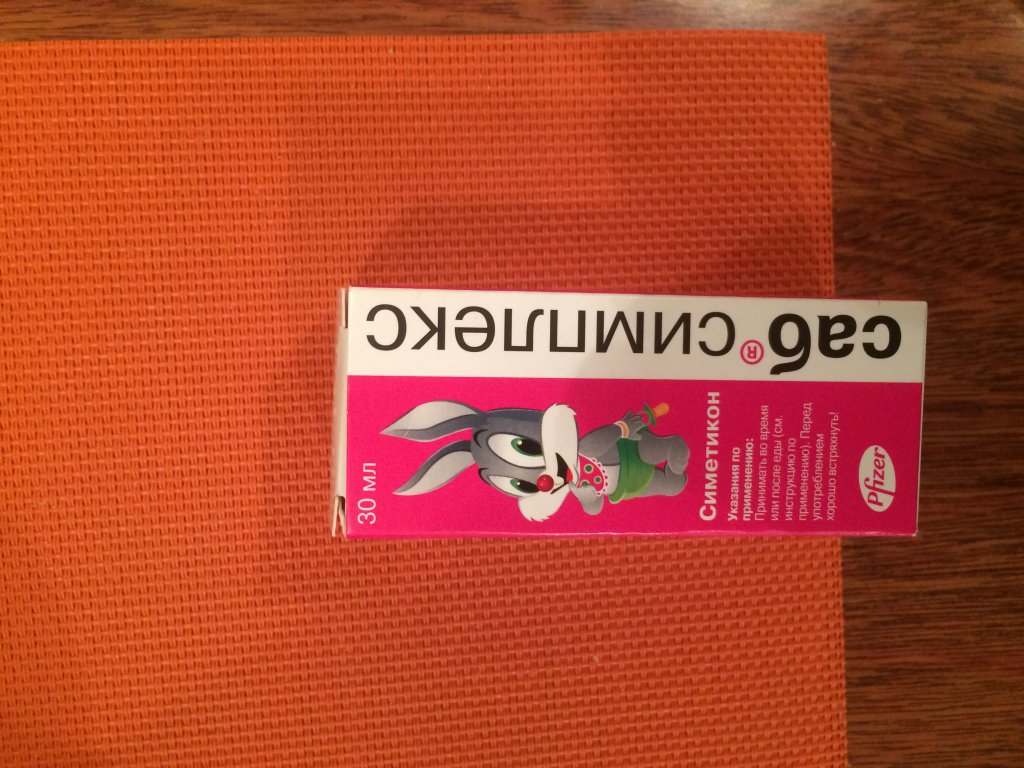 саб® симплекс
30 мл
Симетикон
Указания по
применению:
Принимать во время
или после еды (см.
инструкцию по
применению). Перед
употреблением
хорошо встряхнуть!
Pfizer